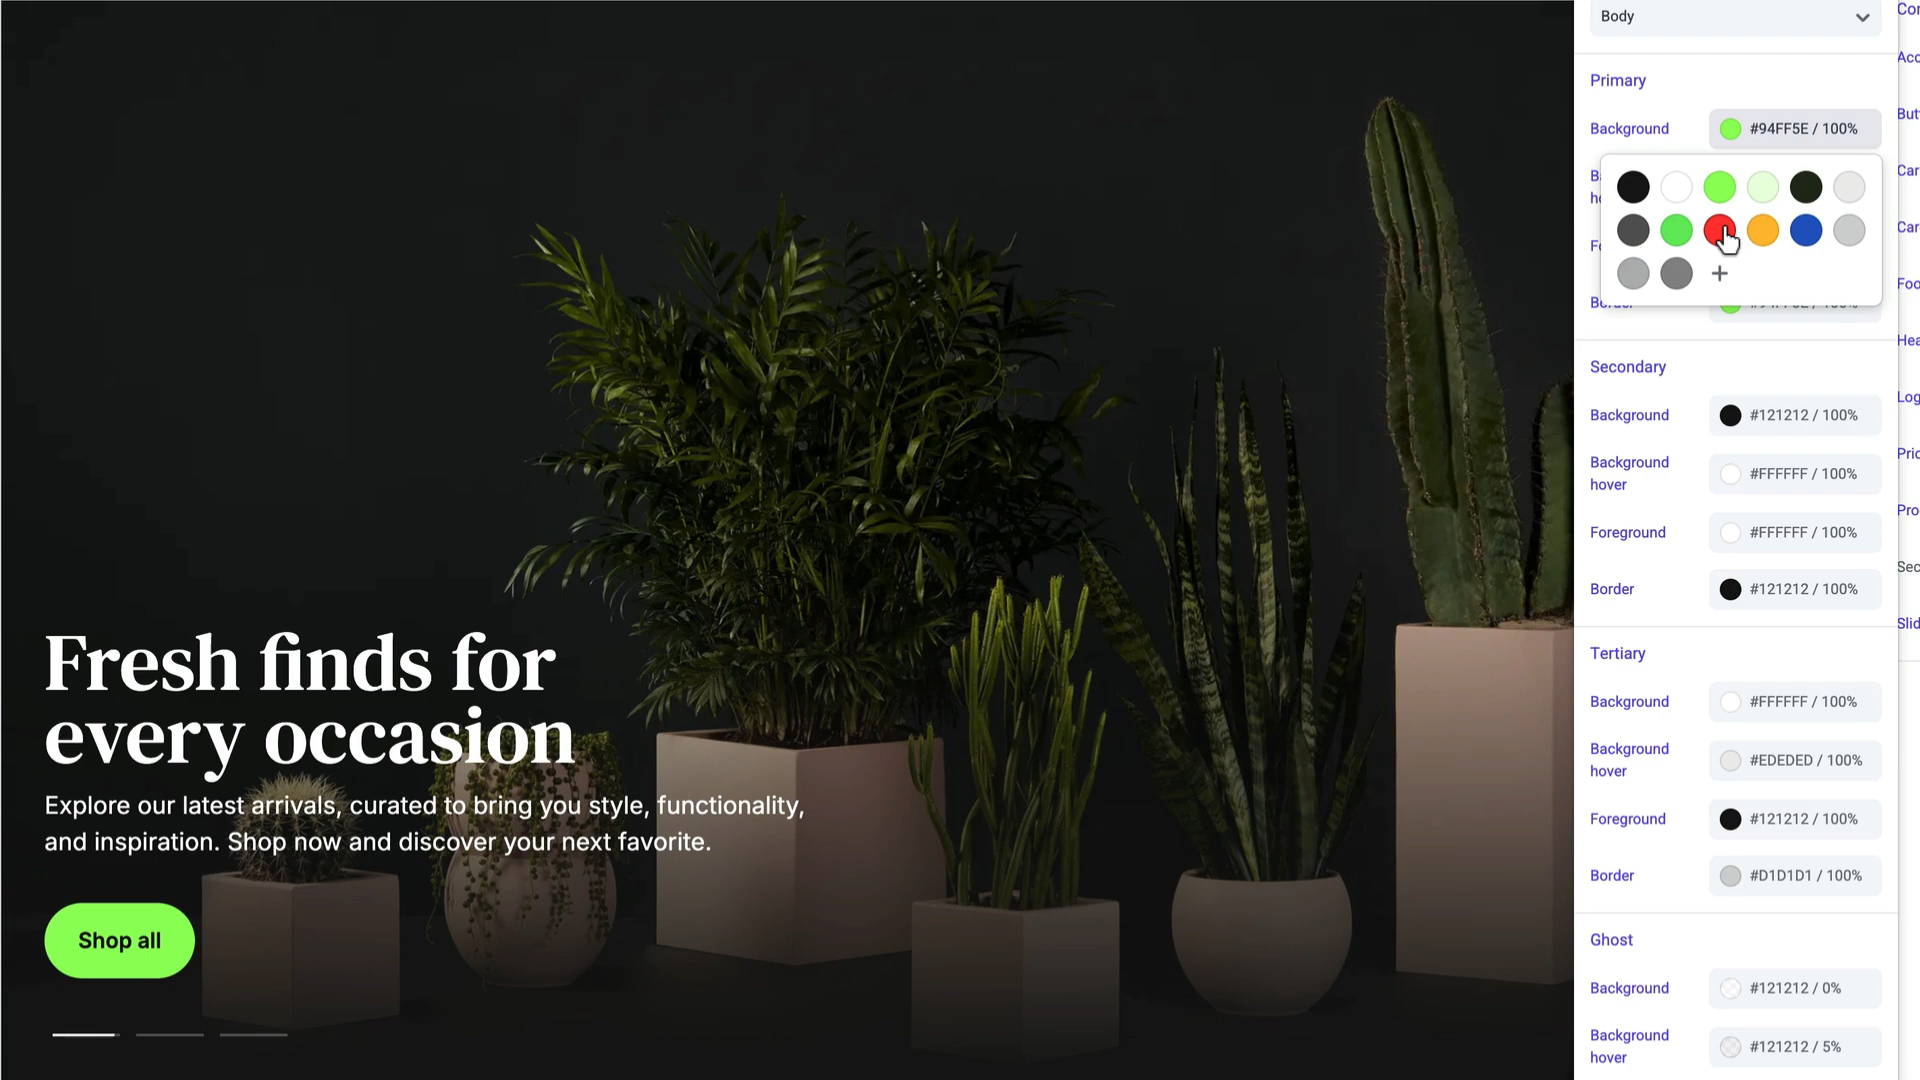 Fresh finds for
every occasion
Explore our latest arrivals, curated to bring you style, functionality,
and inspiration. Shop now and discover your next favorite.
Shop all
Body
Primary
Background
#94FF5E / 100%
Border
Secondary
Background
#121212 / 100%
Background
hover
#FFFFFF / 100%
Foreground
#FFFFFF / 100%
Border
#121212 / 100%
Tertiary
Background
#FFFFFF / 100%
Background
hover
#EDEDED / 100%
Foreground
#121212 / 100%
Border
#D1D1D1 / 100%
Ghost
Background
#121212 / 0%
Background
hover
#121212 / 5%